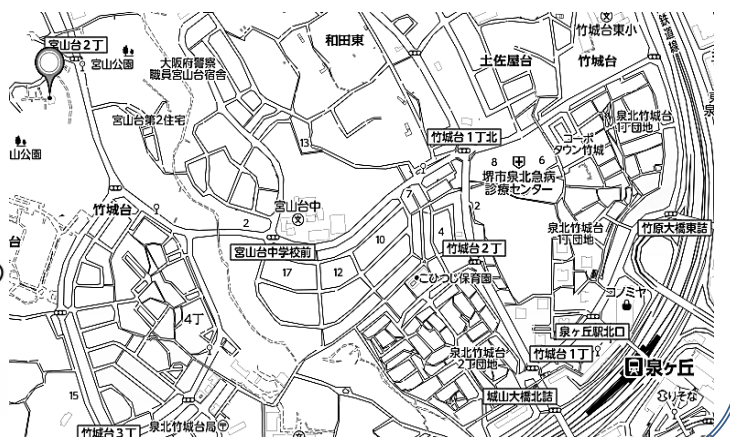 宮山台2丁
宮山公園
大阪府警察
職員宮山台宿舎
和田東
土佐屋台
竹城台東小
竹城台
鉄道線
宮山台第2住宅
13
竹城台1丁北
泉北竹城台
1丁団地
コーポ
タウン竹城
山公園
8
6
堺市泉北急病
診療センター
竹城台
宮山台中
2
1
2
4
10
竹城台2丁
泉北竹城台
1丁団地
竹原大橋東詰
台
宮山台中学校前
17
12
こひつじ保育園
コノミヤ
4丁
泉ヶ丘駅北口
泉北竹城台
2丁団地
竹城台1丁
泉ヶ丘
15
城山大橋北詰
りそな
竹城台3丁
泉北竹城台局